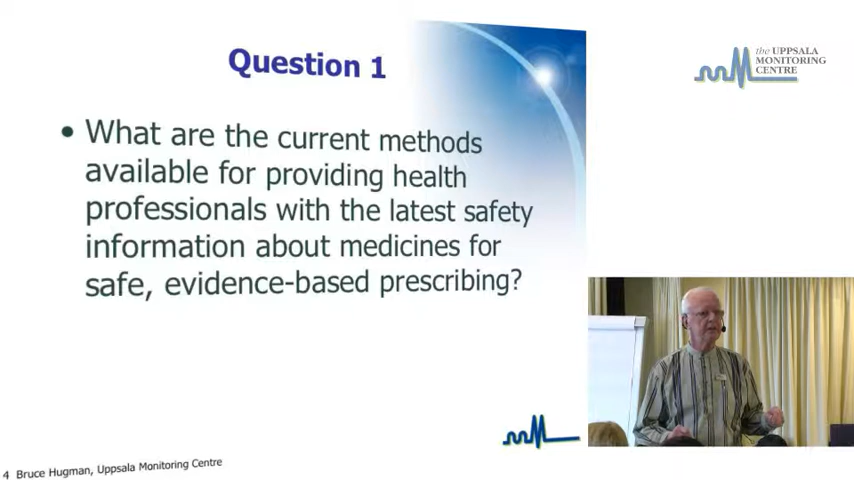 Question 1
• What are the current methods
available for providing health
professionals with the latest safety
information about medicines for
safe, evidence-based prescribing?
4 Bruce Hugman, Uppsala Monitoring Centre
the UPPSALA
MONITORING
CENTRE